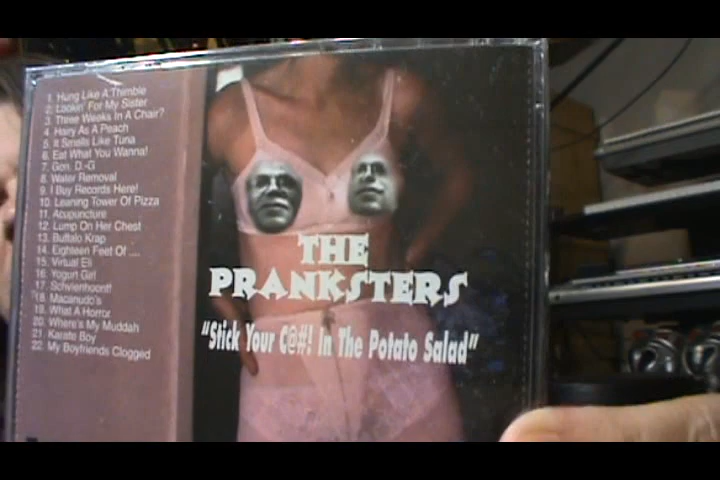 1. Hung Like A Thimble
2. Lookin' For My Sister
3. Three Weeks In A Chair?
4. Hairy As A Peach
5. It Smells Like Tuna
6. Eat What You Wanna!
7. Gon. D.-G
8. Water Removal
9. I Buy Records Here!
10. Leaning Tower Of Pizza
11. Acupuncture
12. Lump On Her Chest
13. Buffalo Krap
14. Eighteen Feet Of ....
15. Virtual Eli
16. Yogurt Girl
17. Schvienhoont!
18. Macanudo's
19. What A Horror
20. Where's My Muddah
21. Karate Boy
22. My Boyfriends Clogged
THE
PRANKSTERS
"Stick Your C@#! In The Potato Salad"